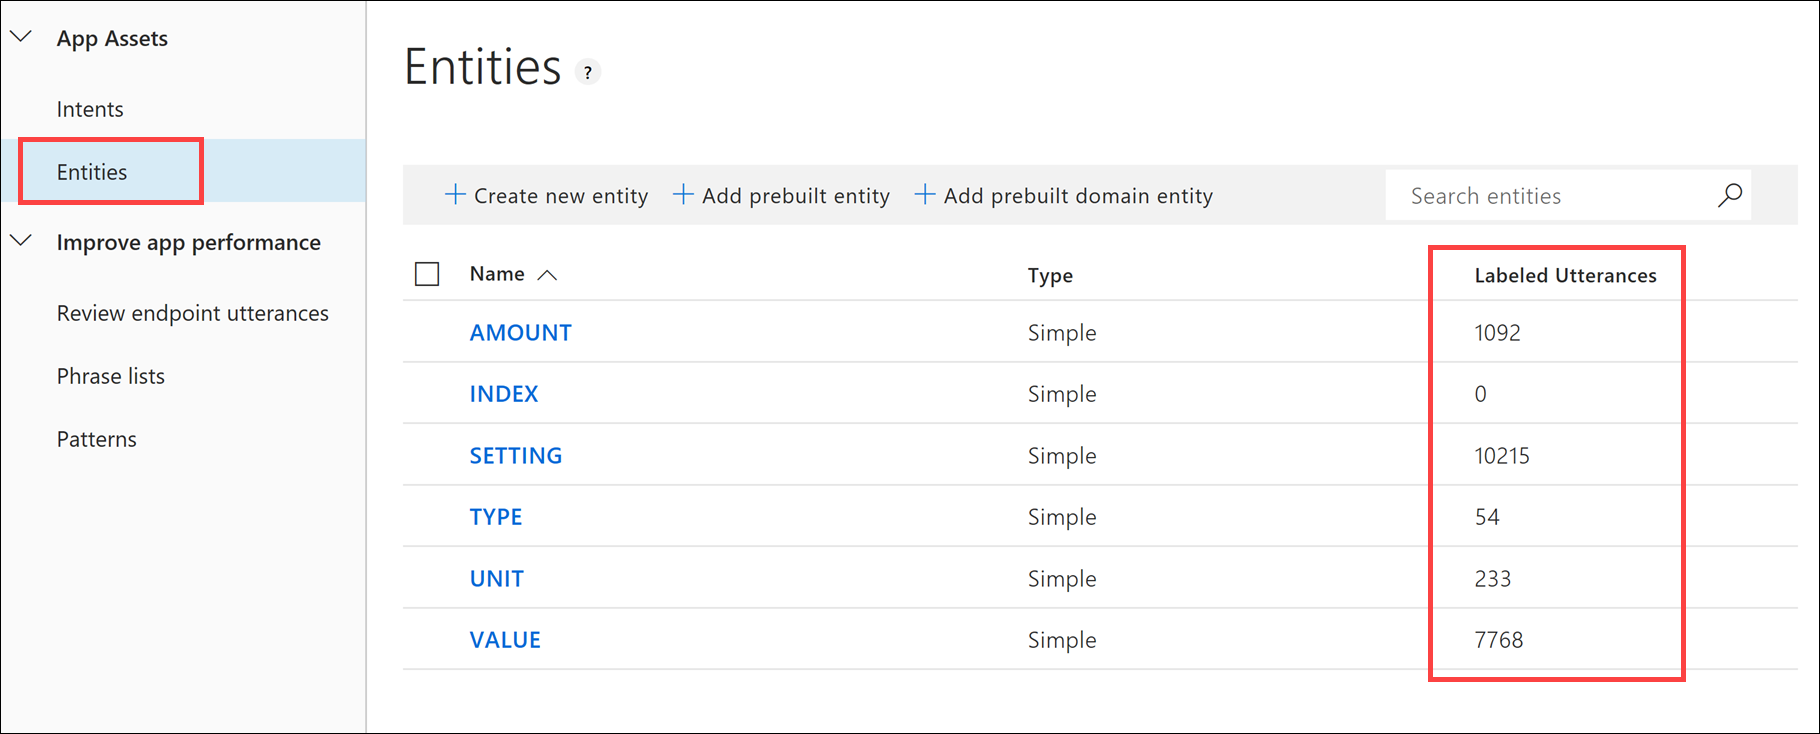 App Assets
Intents
Entities
Improve app performance
Review endpoint utterances
Phrase lists
Patterns
Entities ?
Create new entity Add prebuilt entity Add prebuilt domain entity Search entities
Name Type Labeled Utterances
AMOUNT Simple 1092
INDEX Simple 0
SETTING Simple 10215
TYPE Simple 54
UNIT Simple 233
VALUE Simple 7768